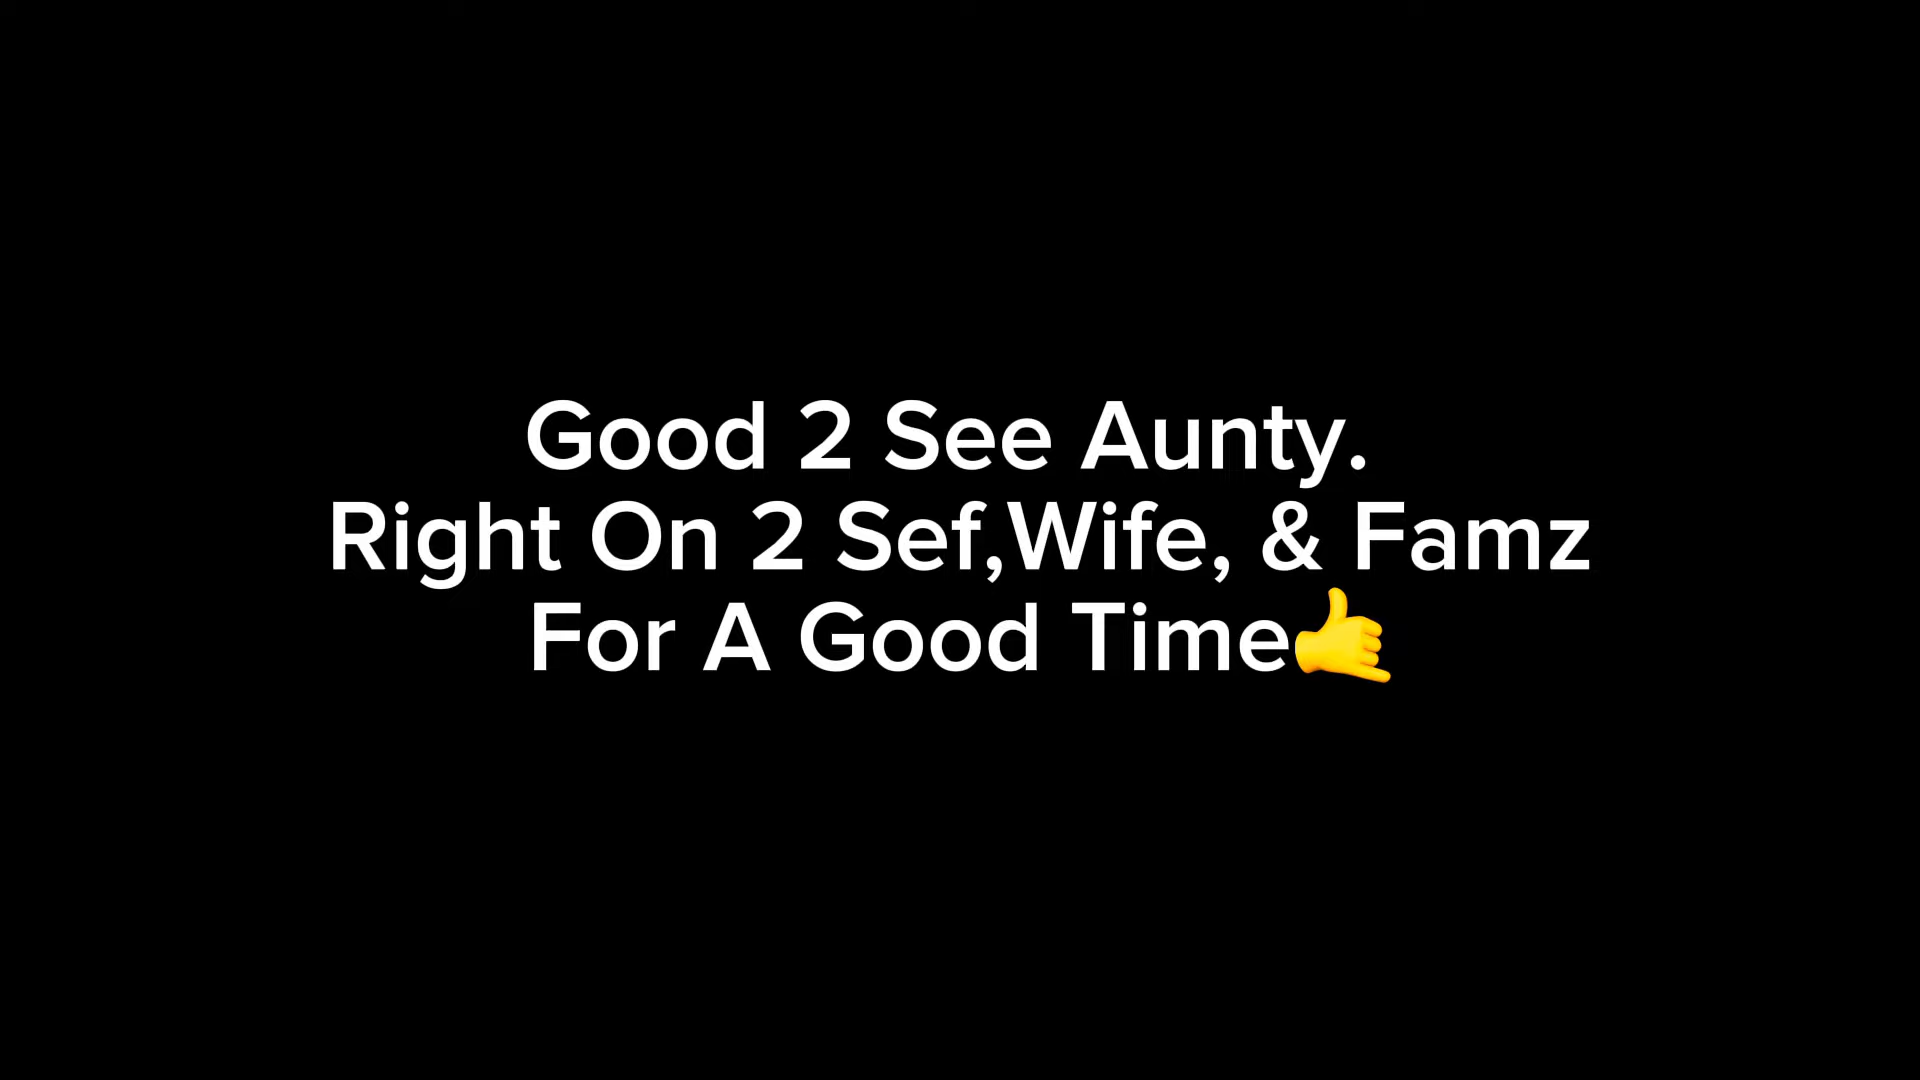 Good 2 See Aunty.
Right On 2 Sef,Wife, & Famz
For A Good Time🤙